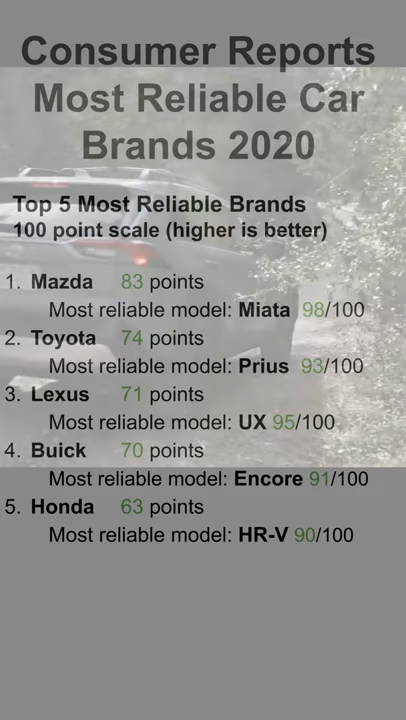 Consumer Reports
Most Reliable Car
Brands 2020
Top 5 Most Reliable Brands
100 point scale (higher is better)
1. Mazda 83 points
Most reliable model: Miata 98/100
2. Toyota 74 points
Most reliable model: Prius 93/100
3. Lexus 71 points
Most reliable model: UX 95/100
4. Buick 70 points
Most reliable model: Encore 91/100
5. Honda 63 points
Most reliable model: HR-V 90/100